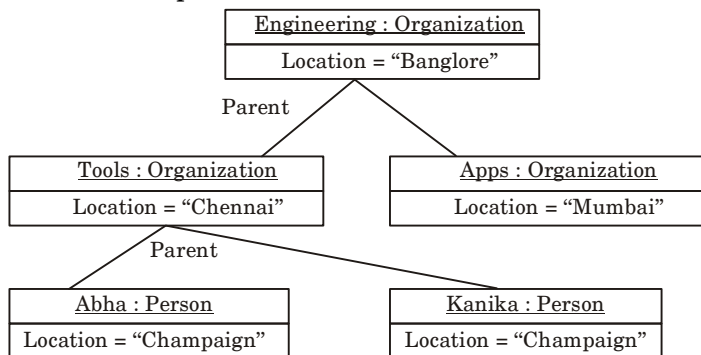 Engineering : Organization
Location = “Banglore”
Parent
Tools : Organization
Location = “Chennai”
Apps : Organization
Location = “Mumbai”
Parent
Abha : Person
Location = “Champaign”
Kanika : Person
Location = “Champaign”